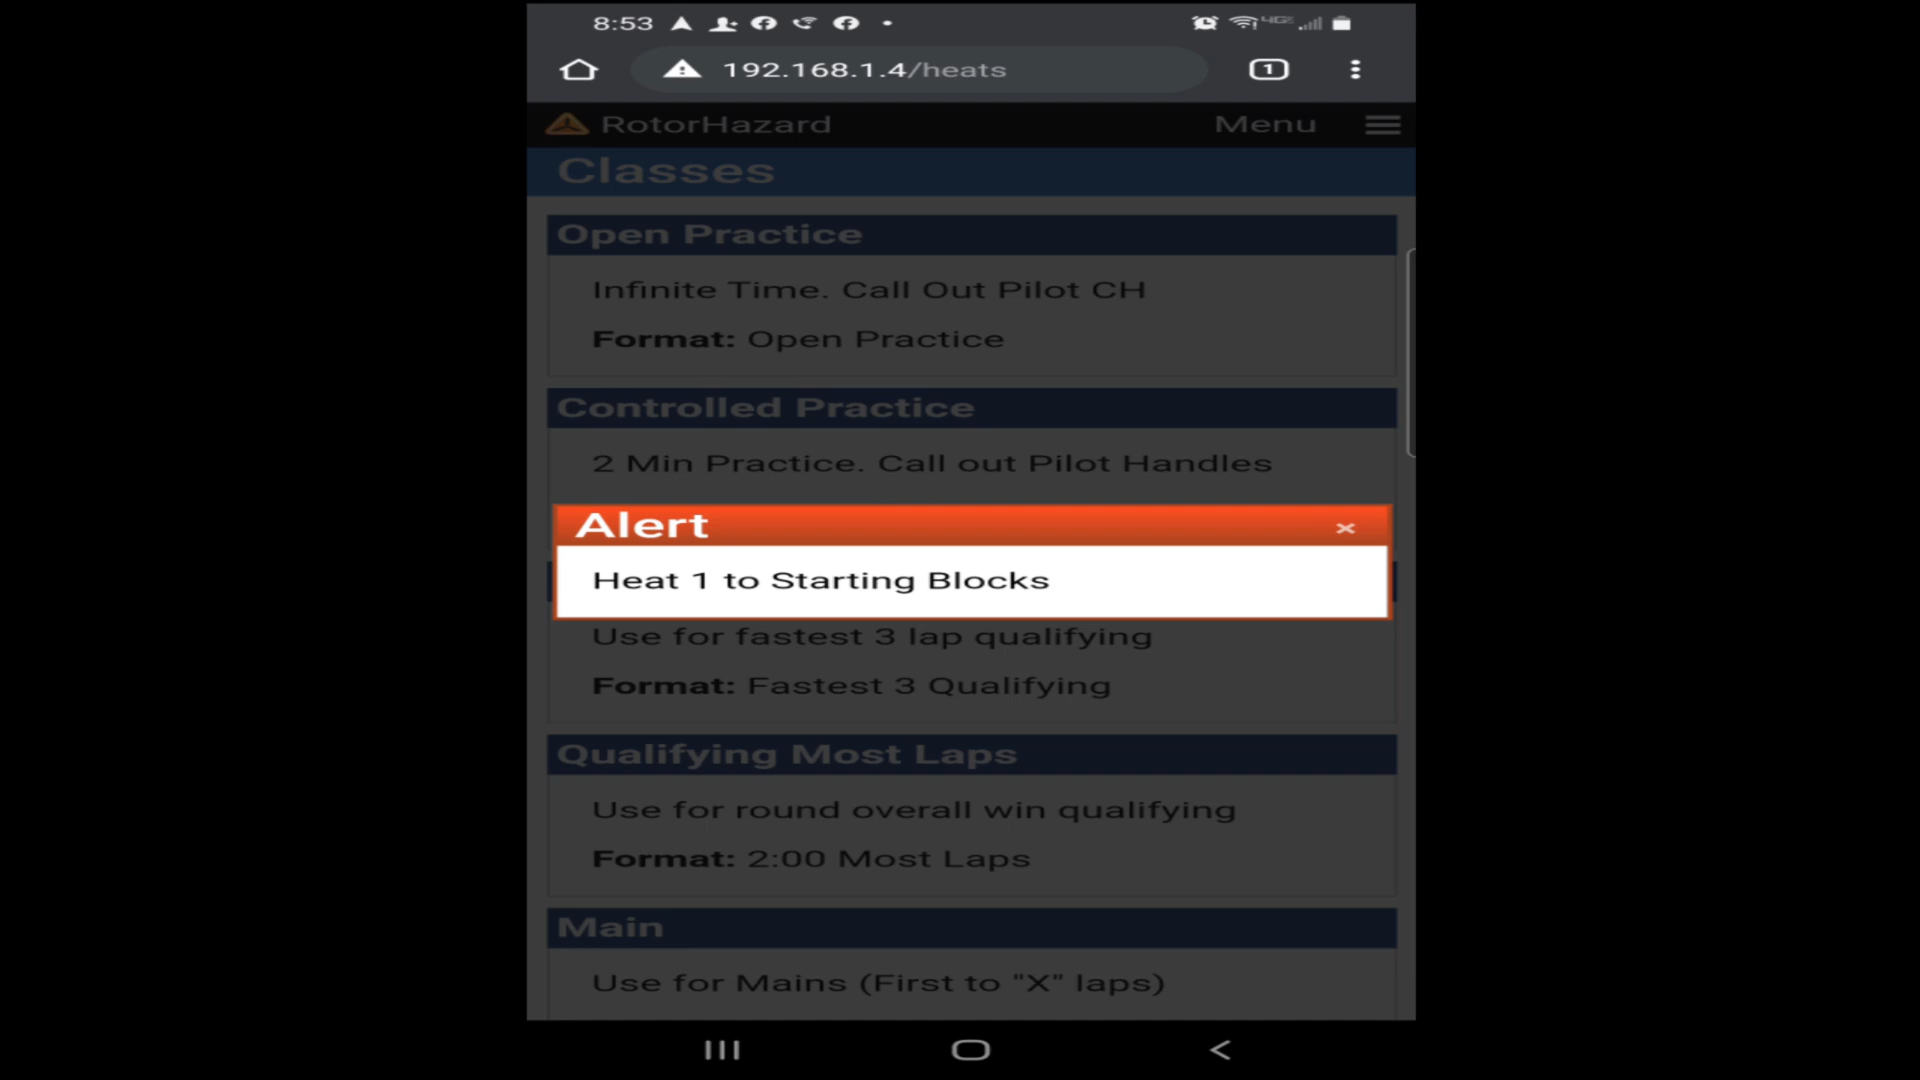 8:53
4GE
192.168.1.4/heats
1
RotorHazard
Menu
Classes
Open Practice
Infinite Time. Call Out Pilot CH
Format: Open Practice
Controlled Practice
2 Min Practice. Call out Pilot Handles
Alert
×
Heat 1 to Starting Blocks
Use for fastest 3 lap qualifying
Format: Fastest 3 Qualifying
Qualifying Most Laps
Use for round overall win qualifying
Format: 2:00 Most Laps
Main
Use for Mains (First to "X" laps)